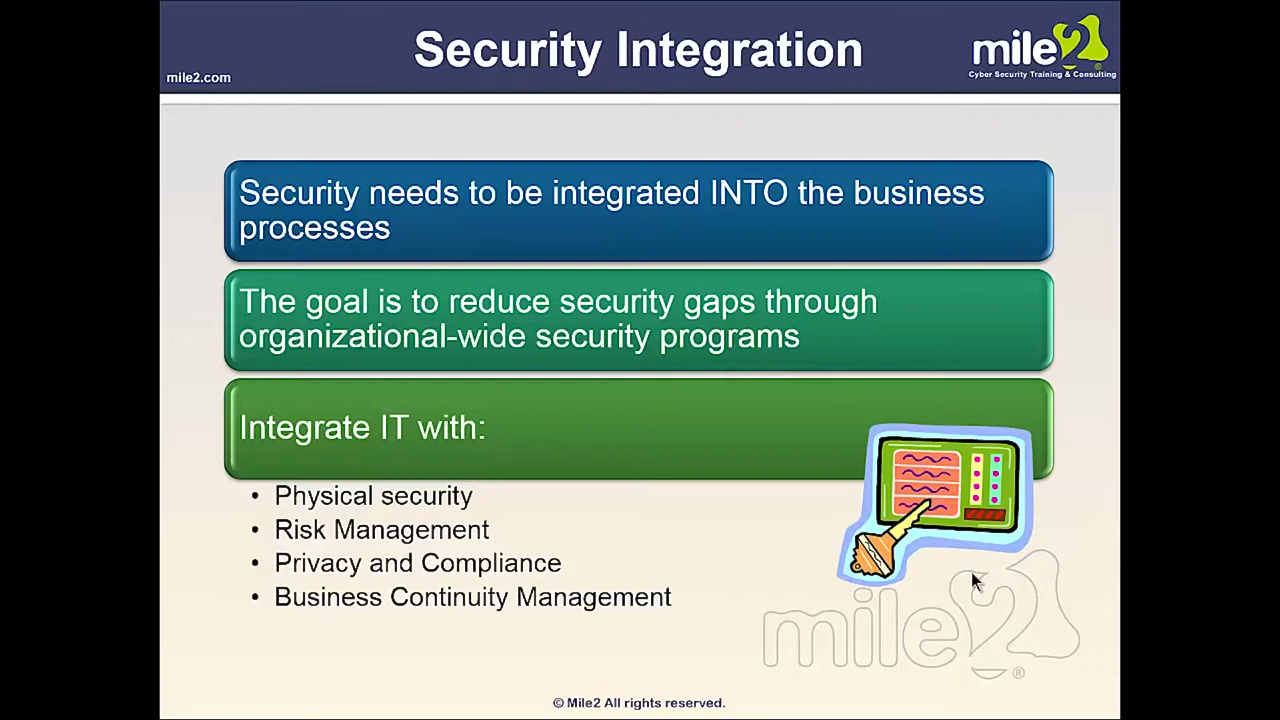 Security Integration
mile2
mile2.com
Cyber Security Training & Consulting
Security needs to be integrated INTO the business
processes
The goal is to reduce security gaps through
organizational-wide security programs
Integrate IT with:
• Physical security
• Risk Management
• Privacy and Compliance
• Business Continuity Management
mile2®
© Mile2 All rights reserved.